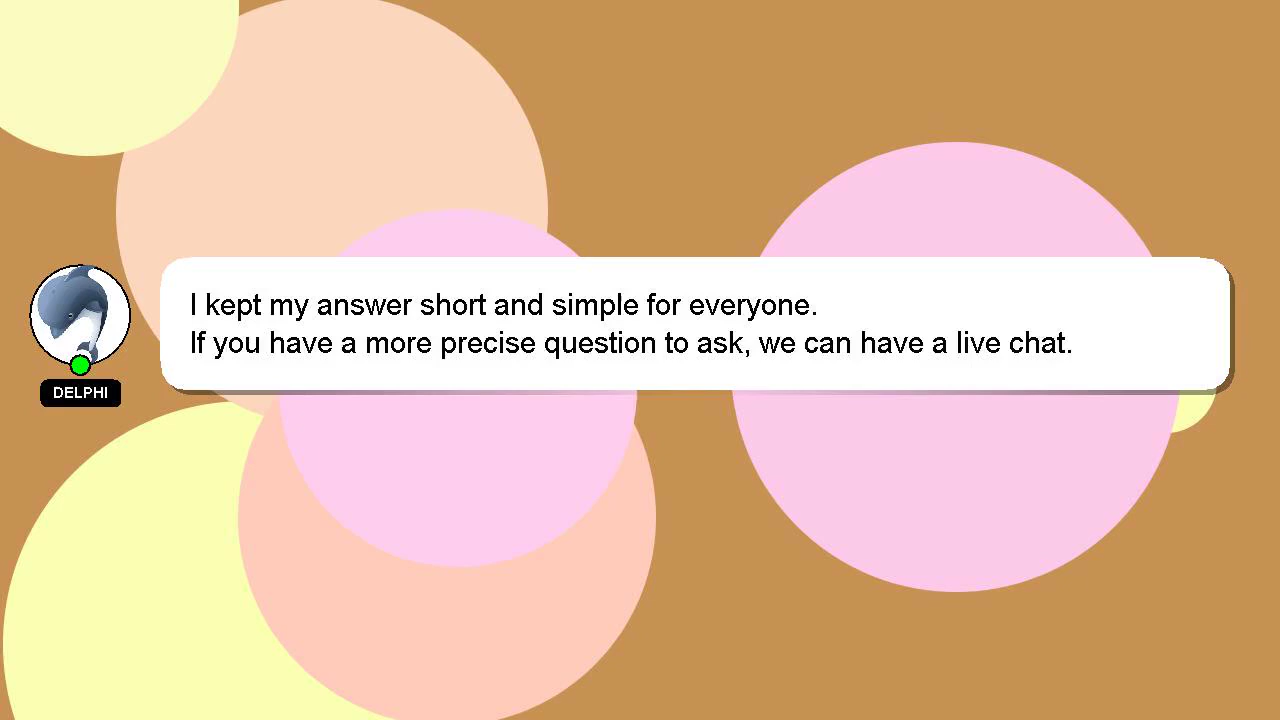 I kept my answer short and simple for everyone.
If you have a more precise question to ask, we can have a live chat.
DELPHI